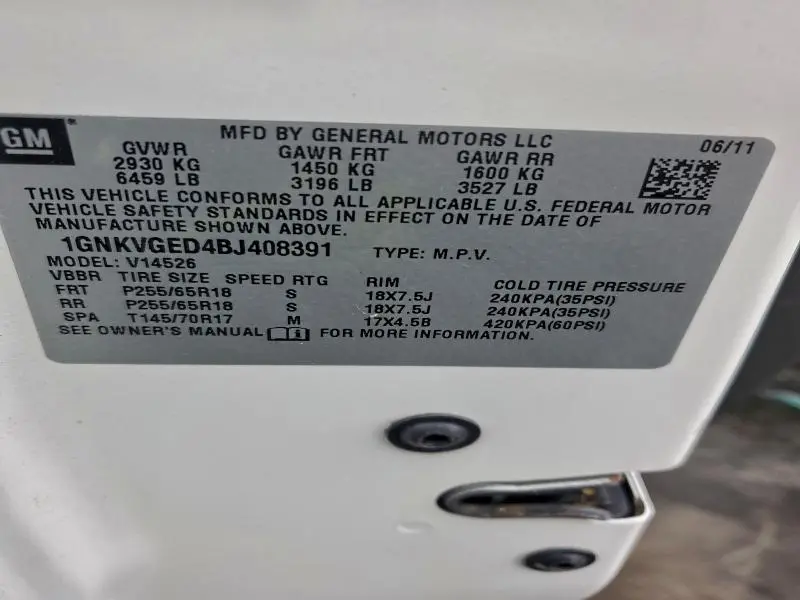 GM
MFD BY GENERAL MOTORS LLC 06/11
GVWR GAWR FRT GAWR RR
2930 KG 1450 KG 1600 KG
6459 LB 3196 LB 3527 LB
THIS VEHICLE CONFORMS TO ALL APPLICABLE U.S. FEDERAL MOTOR
VEHICLE SAFETY STANDARDS IN EFFECT ON THE DATE OF
MANUFACTURE SHOWN ABOVE.
1GNKVGED4BJ408391 TYPE: M.P.V.
MODEL: V14526
VBBR TIRE SIZE SPEED RTG RIM COLD TIRE PRESSURE
FRT P255/65R18 S 18X7.5J 240KPA(35PSI)
RR P255/65R18 S 18X7.5J 240KPA(35PSI)
SPA T145/70R17 M 17X4.5B 420KPA(60PSI)
SEE OWNER'S MANUAL FOR MORE INFORMATION.